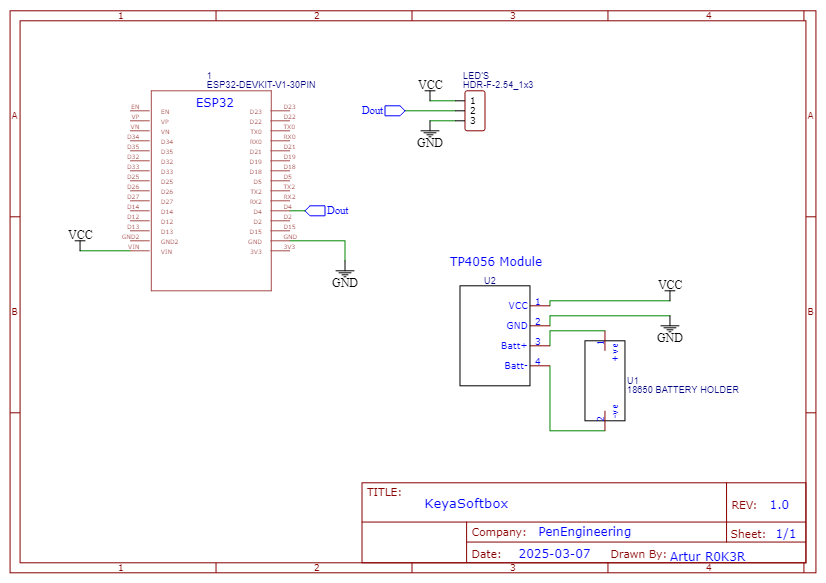 1 2 3 4
A A
B B
1
ESP32-DEVKIT-V1-30PIN
ESP32
EN EN D23 D23
VP VP D22 D22
VN VN TX0 TX0
D34 D34 RX0 RX0
D35 D35 D21 D21
D32 D32 D19 D19
D33 D33 D18 D18
D25 D25 D5 D5
D26 D26 TX2 TX2
D27 D27 RX2 RX2
D14 D14 D4 D4 Dout
D12 D12 D2 D2
D13 D13 D15 D15
GND2 GND2 GND GND
VIN VIN 3V3 3V3
VCC
GND
LED'S
HDR-F-2.54_1x3
VCC
1
Dout 2
3
GND
TP4056 Module
U2
VCC 1
GND 2
Batt+ 3
Batt- 4
VCC
GND
1 +ve
U1
18650 BATTERY HOLDER
2 -ve
TITLE:
KeyaSoftbox
REV: 1.0
Company: PenEngineering
Sheet: 1/1
Date: 2025-03-07 Drawn By: Artur R0K3R
1 2 3 4